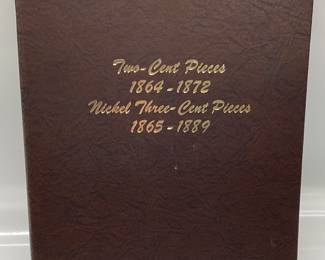 Two-Cent Pieces
1864-1872
Nickel Three-Cent Pieces
1865-1889